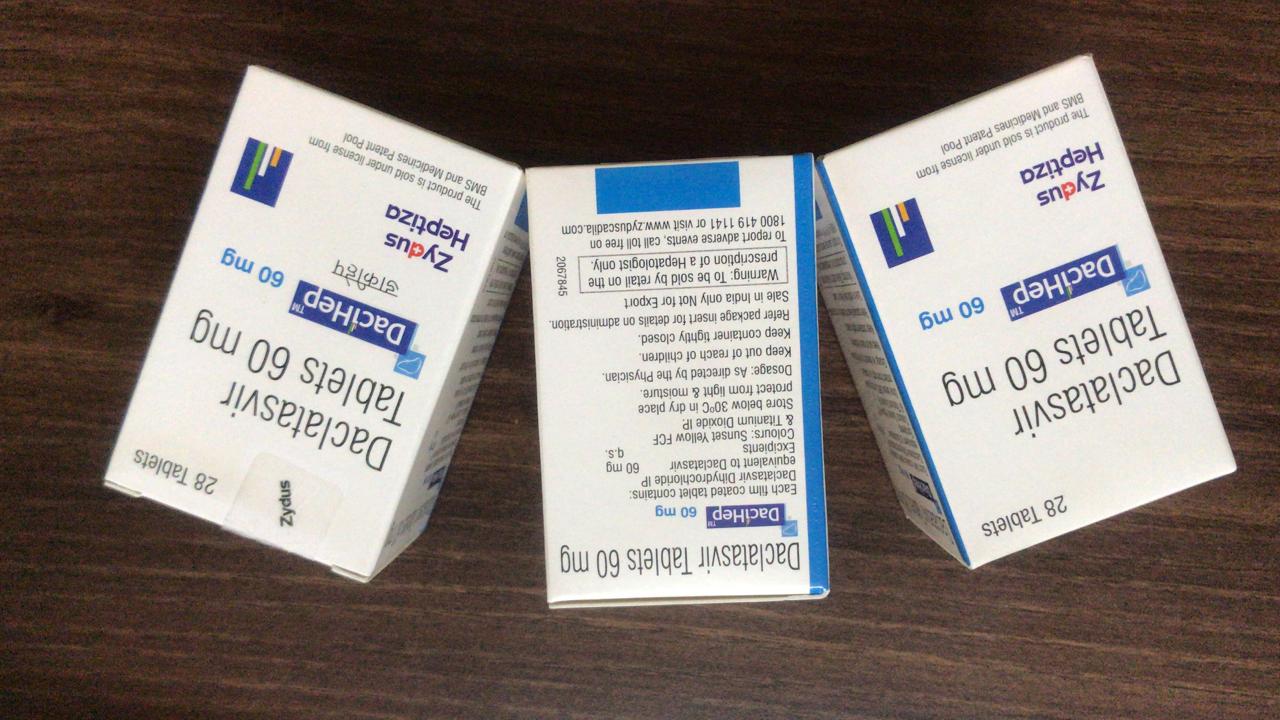 28 Tablets
Zydus
Daclatasvir
Tablets 60 mg
DaciHep™ 60 mg
डासीहेप
Zydus
Heptiza
The product is sold under license from
BMS and Medicines Patent Pool
Daclatasvir Tablets 60 mg
DaciHep™ 60 mg
Each film coated tablet contains:
Daclatasvir Dihydrochloride IP
equivalent to Daclatasvir 60 mg
Excipients q.s.
Colours: Sunset Yellow FCF
& Titanium Dioxide IP
Store below 30°C in dry place
protect from light & moisture.
Dosage: As directed by the Physician.
Keep out of reach of children.
Keep container tightly closed.
Refer package insert for details on administration.
Sale in India only Not for Export
Warning: To be sold by retail on the
prescription of a Hepatologist only.
2067845
To report adverse events, call toll free on
1800 419 1141 or visit www.zyduscadila.com
28 Tablets
Daclatasvir
Tablets 60 mg
DaciHep™ 60 mg
Zydus
Heptiza
The product is sold under license from
BMS and Medicines Patent Pool